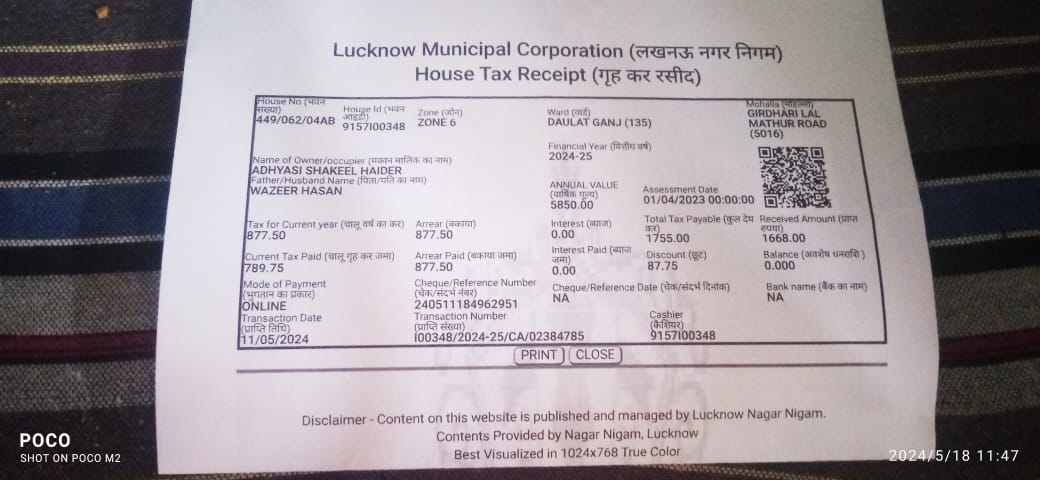 Lucknow Municipal Corporation (लखनऊ नगर निगम)
House Tax Receipt (गृह कर रसीद)
House No (भवन संख्या)
449/062/04AB
House Id (भवन आइडी)
9157I00348
Zone (जोन)
ZONE 6
Ward (वार्ड)
DAULAT GANJ (135)
Mohalla (मोहल्ला)
GIRDHARI LAL
MATHUR ROAD
(5016)
Financial Year (वित्तीय वर्ष)
2024-25
Name of Owner/occupier (मकान मालिक का नाम)
ADHYASI SHAKEEL HAIDER
Father/Husband Name (पिता/पति का नाम)
WAZEER HASAN
ANNUAL VALUE
(वार्षिक मूल्य)
5850.00
Assessment Date
01/04/2023 00:00:00
Tax for Current year (चालू वर्ष का कर)
877.50
Arrear (बकाया)
877.50
Interest (ब्याज)
0.00
Total Tax Payable (कुल देय
कर)
1755.00
Received Amount (प्राप्त
रुपया)
1668.00
Current Tax Paid (चालू गृह कर जमा)
789.75
Arrear Paid (बकाया जमा)
877.50
Interest Paid (ब्याज
जमा)
0.00
Discount (छूट)
87.75
Balance (अवशेष धनराशि )
0.000
Mode of Payment
(भुगतान का प्रकार)
ONLINE
Cheque/Reference Number
(चेक/संदर्भ नंबर)
240511184962951
Cheque/Reference Date (चेक/संदर्भ दिनांक)
NA
Bank name (बैंक का नाम)
NA
Transaction Date
(प्राप्ति तिथि)
11/05/2024
Transaction Number
(प्राप्ति संख्या)
I00348/2024-25/CA/02384785
Cashier
(कैशियर)
9157I00348
PRINT CLOSE
Disclaimer - Content on this website is published and managed by Lucknow Nagar Nigam.
Contents Provided by Nagar Nigam, Lucknow
Best Visualized in 1024x768 True Color
POCO
SHOT ON POCO M2
2024/5/18 11:47